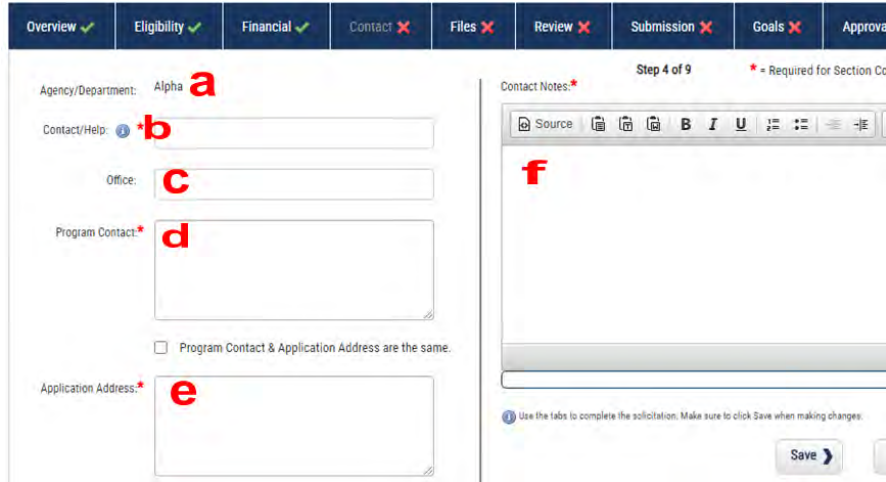 Overview Eligibility Financial Contact Files Review Submission Goals Approva
Step 4 of 9 * = Required for Section Co
Agency/Department: Alpha a
Contact/Help: * b
Office: c
Program Contact:* d
Program Contact & Application Address are the same.
Application Address:* e
Contact Notes:*
Source B I U
f
Use the tabs to complete the solicitation. Make sure to click Save when making changes.
Save